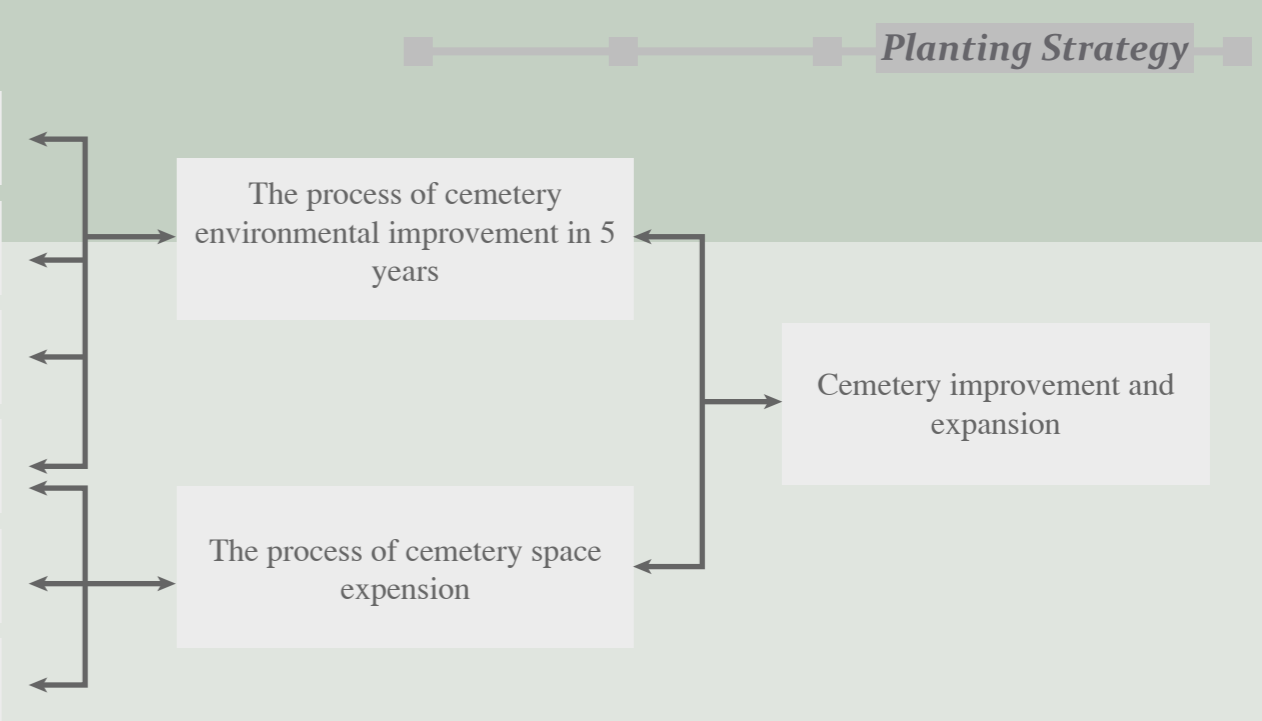 Planting Strategy
The process of cemetery
environmental improvement in 5
years
Cemetery improvement and
expansion
The process of cemetery space
expension